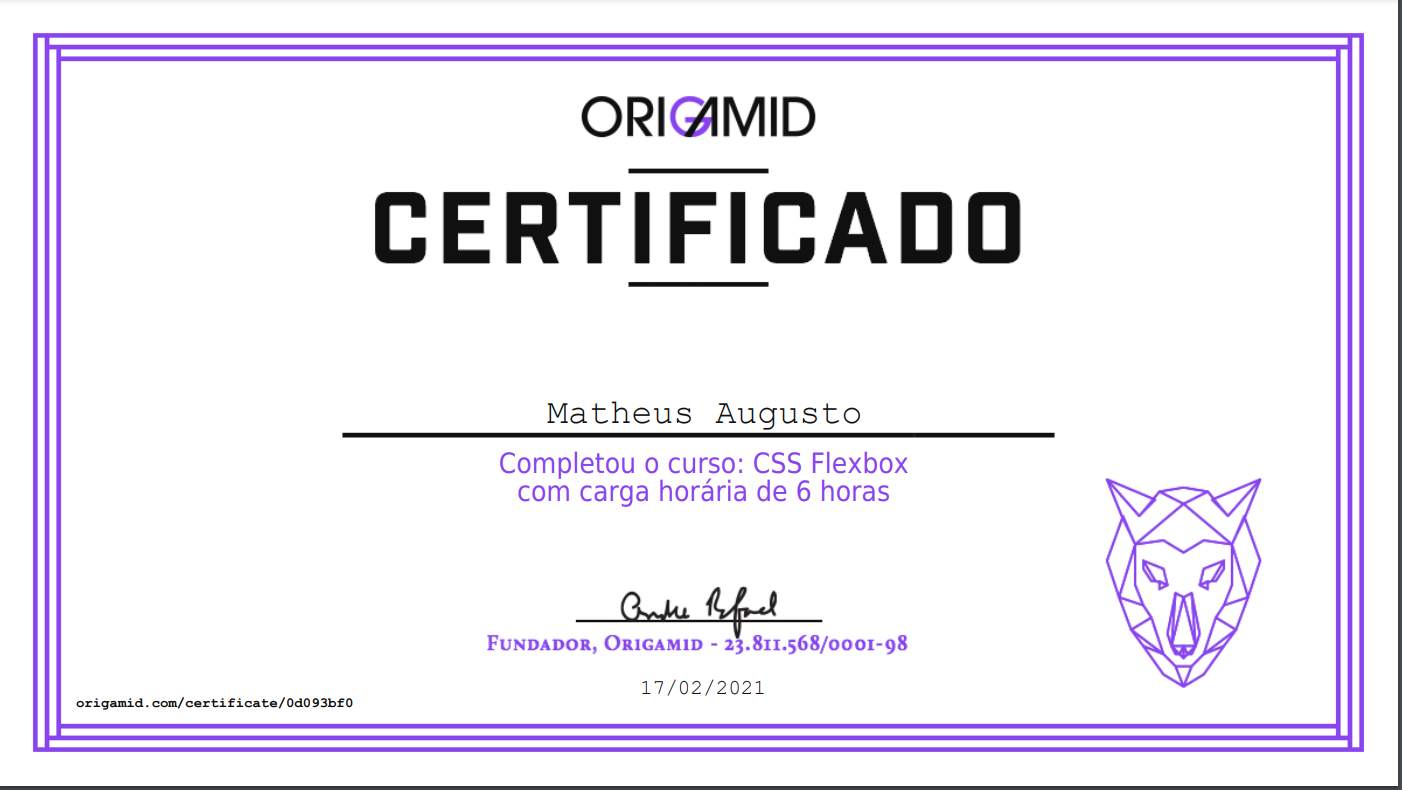 ORIGAMID
CERTIFICADO
Matheus Augusto
Completou o curso: CSS Flexbox
com carga horária de 6 horas
Andre Rafael
Fundador, Origamid - 23.811.568/0001-98
17/02/2021
origamid.com/certificate/0d093bf0